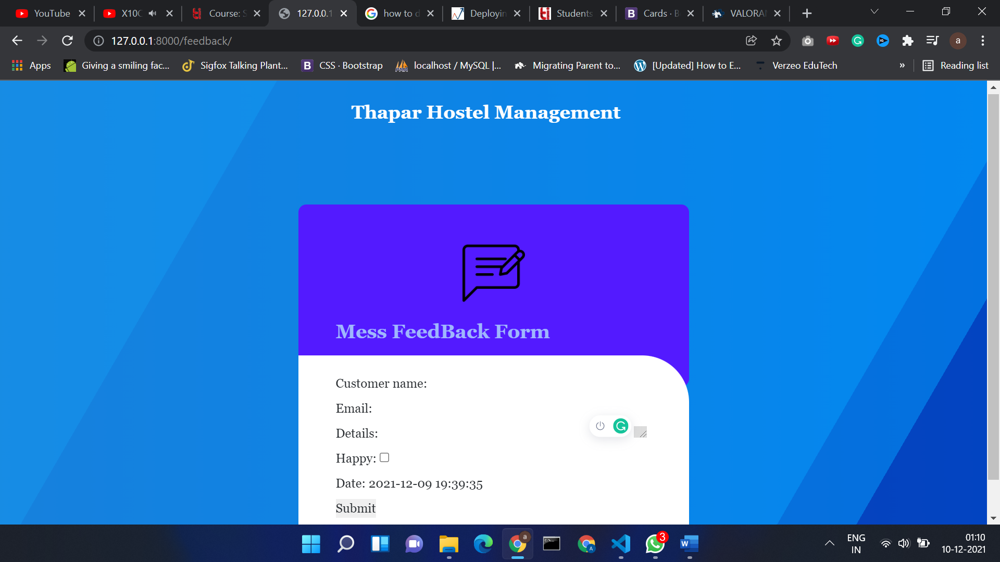 YouTube
X10C
Course: S
127.0.0.1
how to d
Deployin
Students
Cards · B
VALORA
127.0.0.1:8000/feedback/
a
Apps
Giving a smiling fac...
Sigfox Talking Plant...
CSS · Bootstrap
localhost / MySQL |...
Migrating Parent to...
[Updated] How to E...
Verzeo EduTech
»
Reading list
Thapar Hostel Management
Mess FeedBack Form
Customer name:
Email:
Details:
Happy:
Date: 2021-12-09 19:39:35
Submit
3
ENG
IN
01:10
10-12-2021